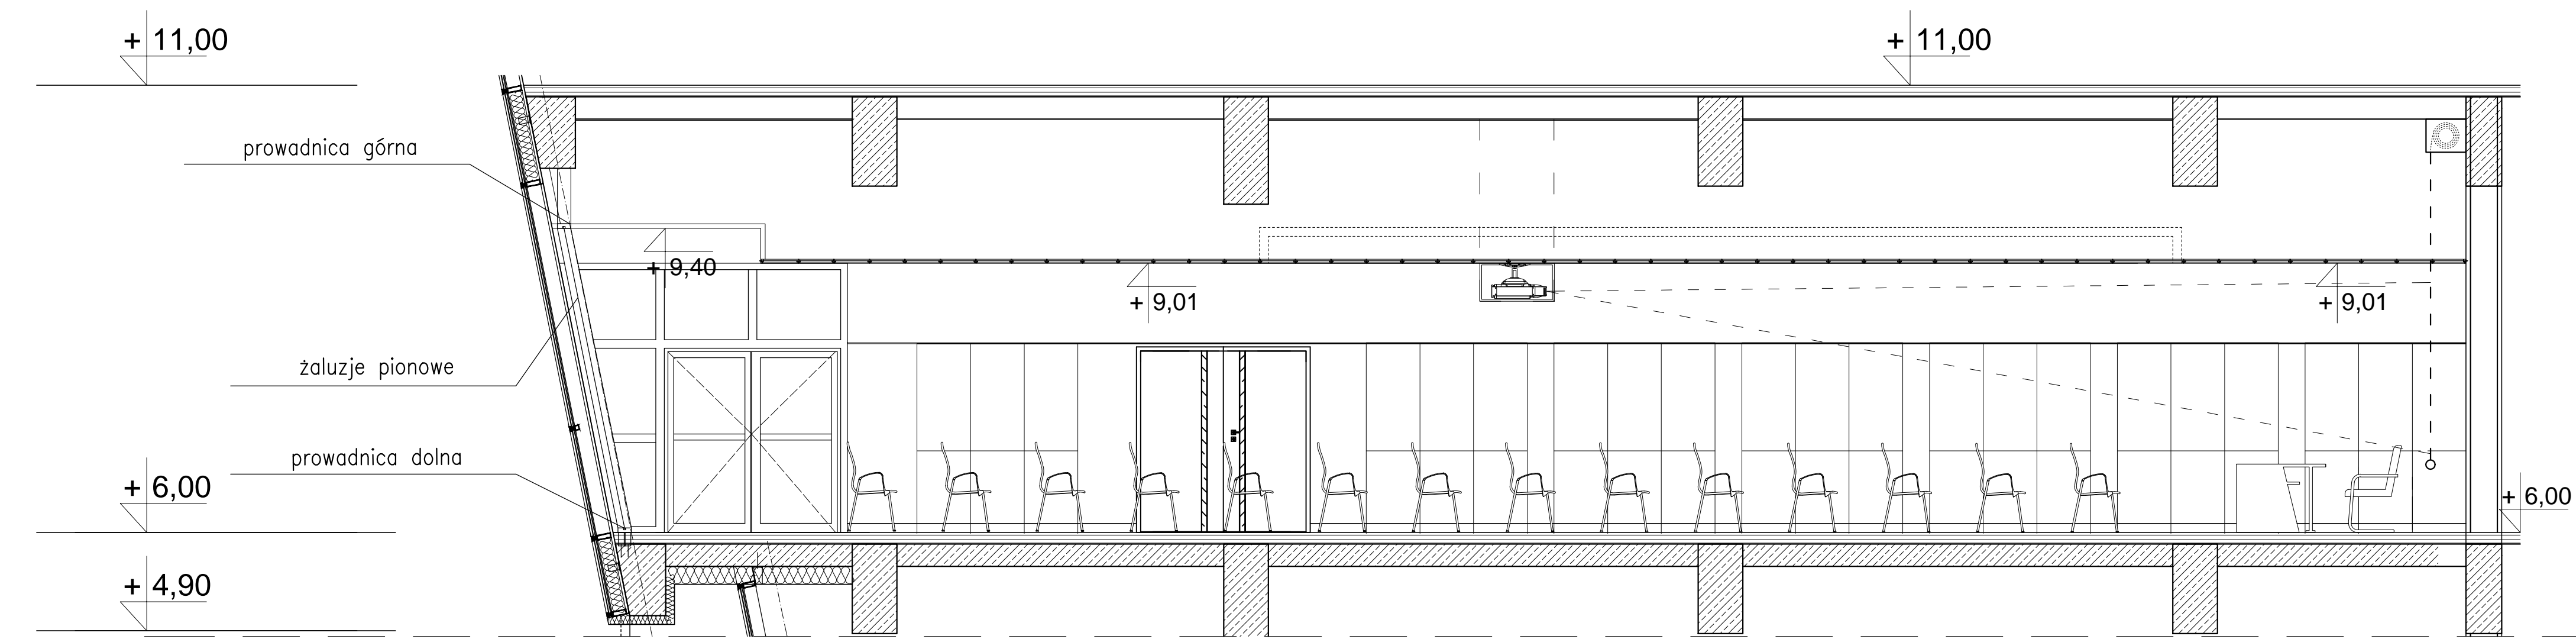 + 11,00
+ 11,00
prowadnica górna
+ 9,40
+ 9,01
+ 9,01
żaluzje pionowe
prowadnica dolna
+ 6,00
+ 6,00
+ 4,90